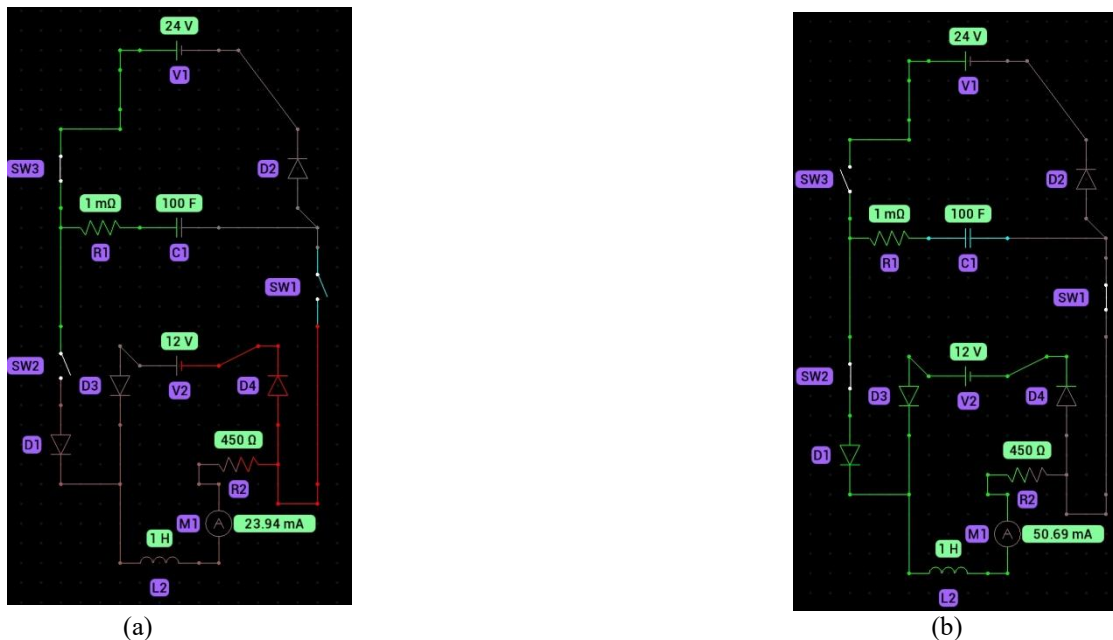 24 V
V1
SW3
D2
1 mΩ
100 F
R1
C1
SW1
12 V
SW2
D3
V2
D4
D1
450 Ω
R2
M1
A
23.94 mA
1 H
L2
(a)
24 V
V1
SW3
D2
1 mΩ
100 F
R1
C1
SW1
12 V
SW2
D3
V2
D4
D1
450 Ω
R2
M1
A
50.69 mA
1 H
L2
(b)